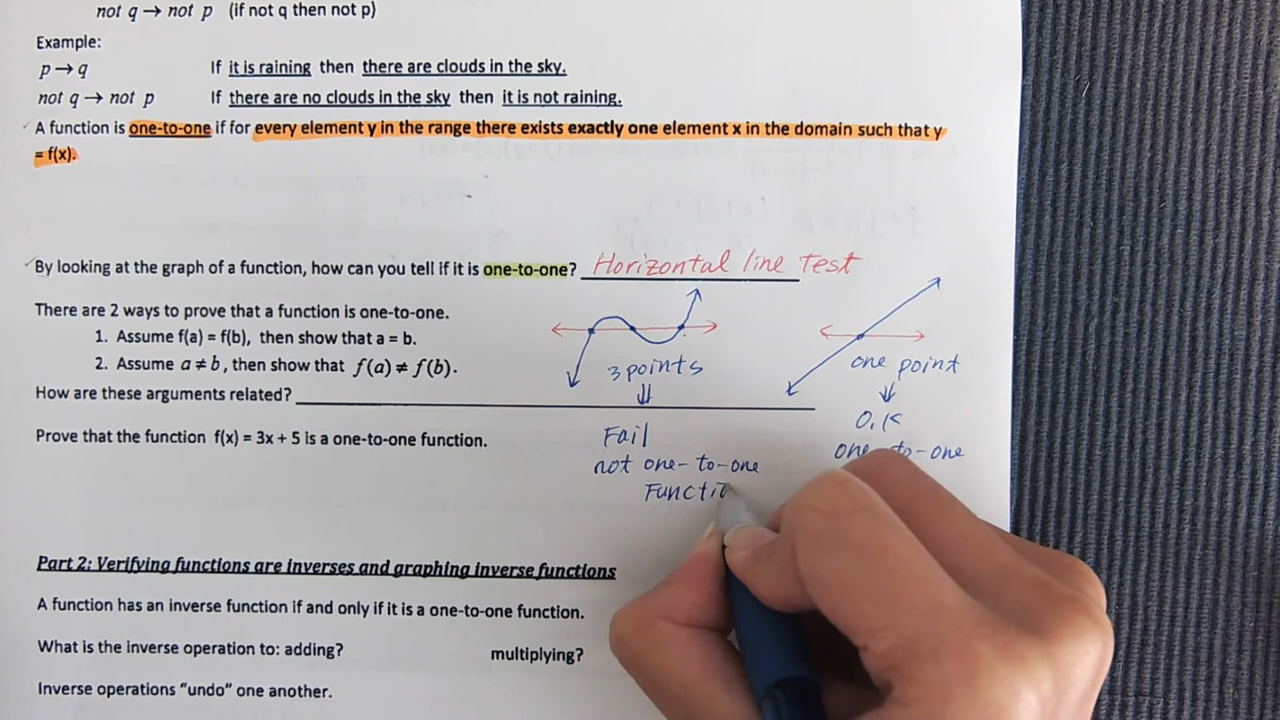 not q → not p (if not q then not p)
Example:
p → q If it is raining then there are clouds in the sky.
not q → not p If there are no clouds in the sky then it is not raining.
A function is one-to-one if for every element y in the range there exists exactly one element x in the domain such that y
= f(x).
By looking at the graph of a function, how can you tell if it is one-to-one? Horizontal line Test
There are 2 ways to prove that a function is one-to-one.
1. Assume f(a) = f(b), then show that a = b.
2. Assume a ≠ b, then show that f(a) ≠ f(b).
3 points
one point
How are these arguments related?
O.K
Prove that the function f(x) = 3x + 5 is a one-to-one function.
Fail
one-to-one
not one-to-one
Functi
Part 2: Verifying functions are inverses and graphing inverse functions
A function has an inverse function if and only if it is a one-to-one function.
What is the inverse operation to: adding? multiplying?
Inverse operations “undo” one another.